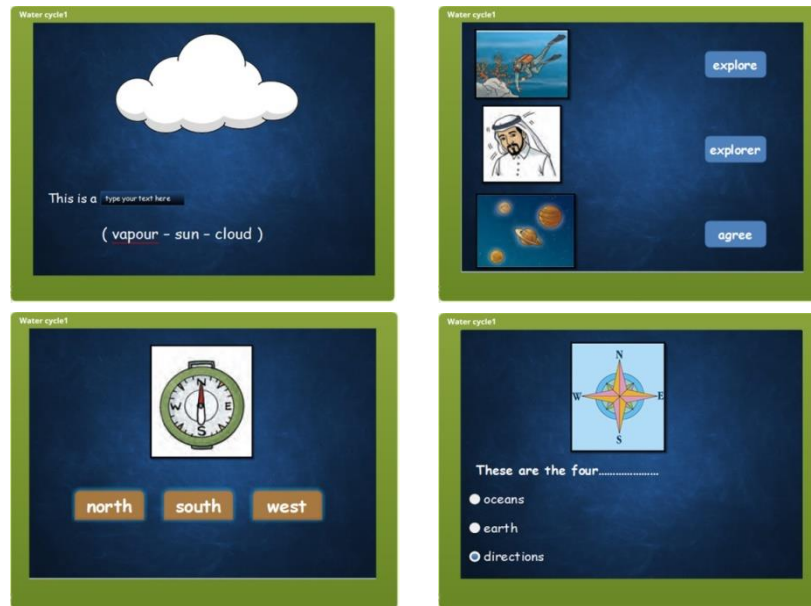 Water cycle1
This is a type your text here
( vapour – sun – cloud )
Water cycle1
explore
explorer
agree
Water cycle1
N
W E
S
north south west
Water cycle1
N
W E
S
These are the four.....................
oceans
earth
directions